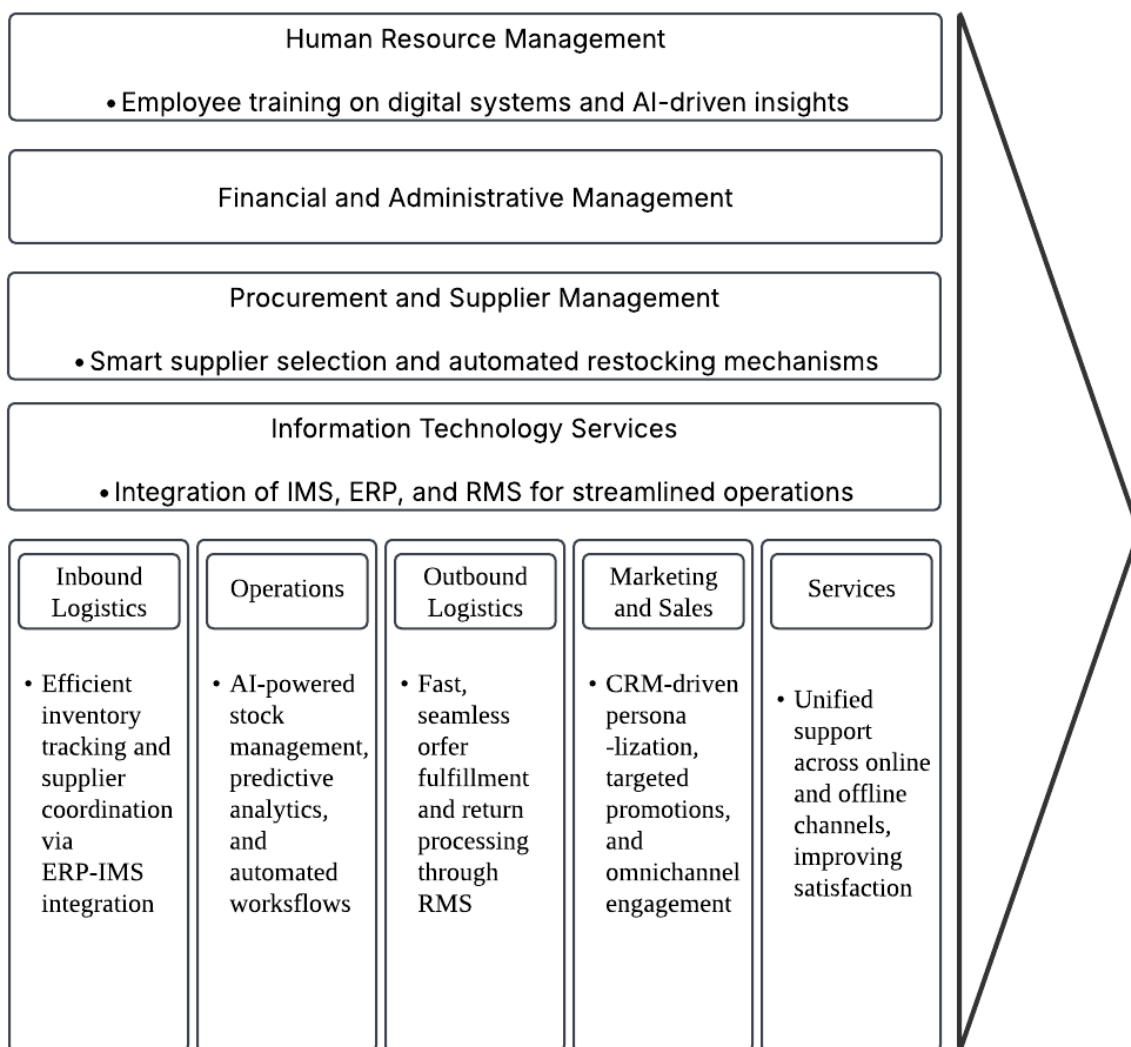 Human Resource Management
• Employee training on digital systems and AI-driven insights
Financial and Administrative Management
Procurement and Supplier Management
• Smart supplier selection and automated restocking mechanisms
Information Technology Services
• Integration of IMS, ERP, and RMS for streamlined operations
Inbound
Logistics
• Efficient
inventory
tracking and
supplier
coordination
via
ERP-IMS
integration
Operations
• AI-powered
stock
management,
predictive
analytics,
and
automated
worksflows
Outbound
Logistics
• Fast,
seamless
orfer
fulfillment
and return
processing
through
RMS
Marketing
and Sales
• CRM-driven
persona
-lization,
targeted
promotions,
and
omnichannel
engagement
Services
• Unified
support
across online
and offline
channels,
improving
satisfaction